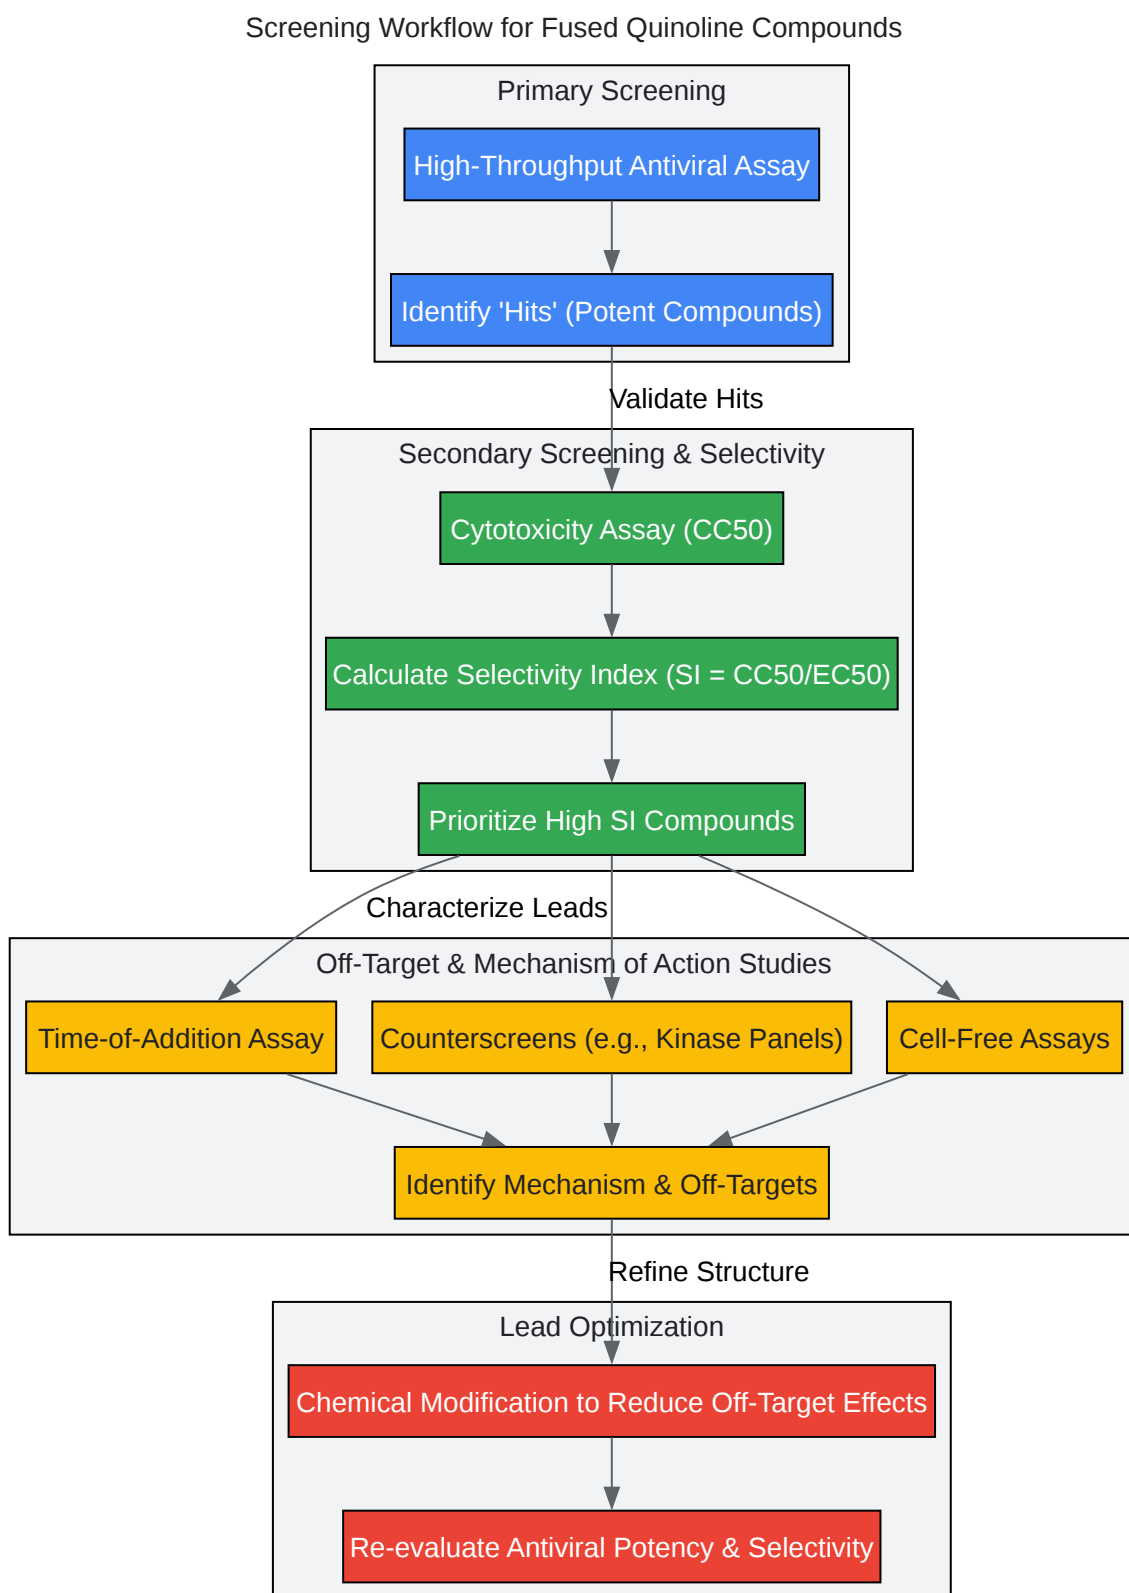 Screening Workflow for Fused Quinoline Compounds
Primary Screening
High-Throughput Antiviral Assay
Identify 'Hits' (Potent Compounds)
Validate Hits
Secondary Screening & Selectivity
Cytotoxicity Assay (CC50)
Calculate Selectivity Index (SI = CC50/EC50)
Prioritize High SI Compounds
Characterize Leads
Off-Target & Mechanism of Action Studies
Time-of-Addition Assay
Counterscreens (e.g., Kinase Panels)
Cell-Free Assays
Identify Mechanism & Off-Targets
Refine Structure
Lead Optimization
Chemical Modification to Reduce Off-Target Effects
Re-evaluate Antiviral Potency & Selectivity